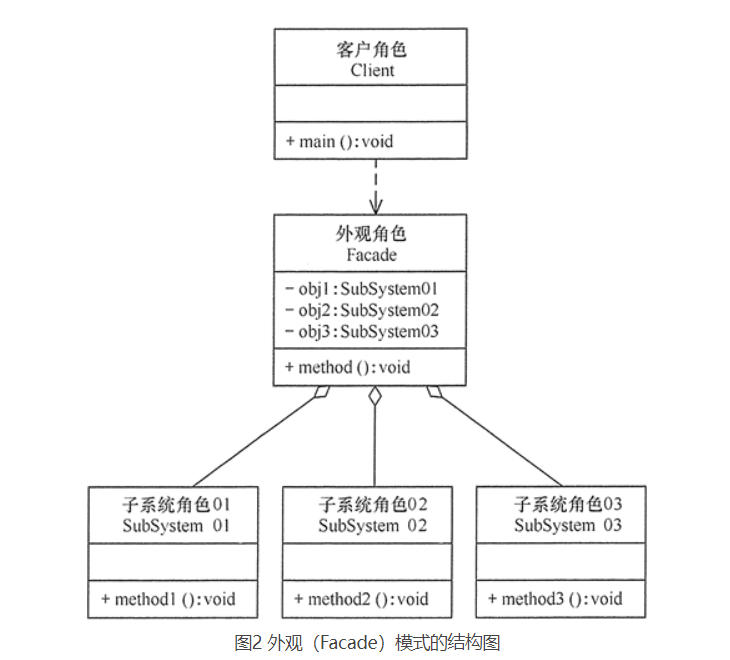 客户角色
Client
+ main ():void
外观角色
Facade
- obj1:SubSystem01
- obj2:SubSystem02
- obj3:SubSystem03
+ method ():void
子系统角色01
SubSystem 01
+ method1 ():void
子系统角色02
SubSystem 02
+ method2 ():void
子系统角色03
SubSystem 03
+ method3 ():void
图2 外观（Facade）模式的结构图